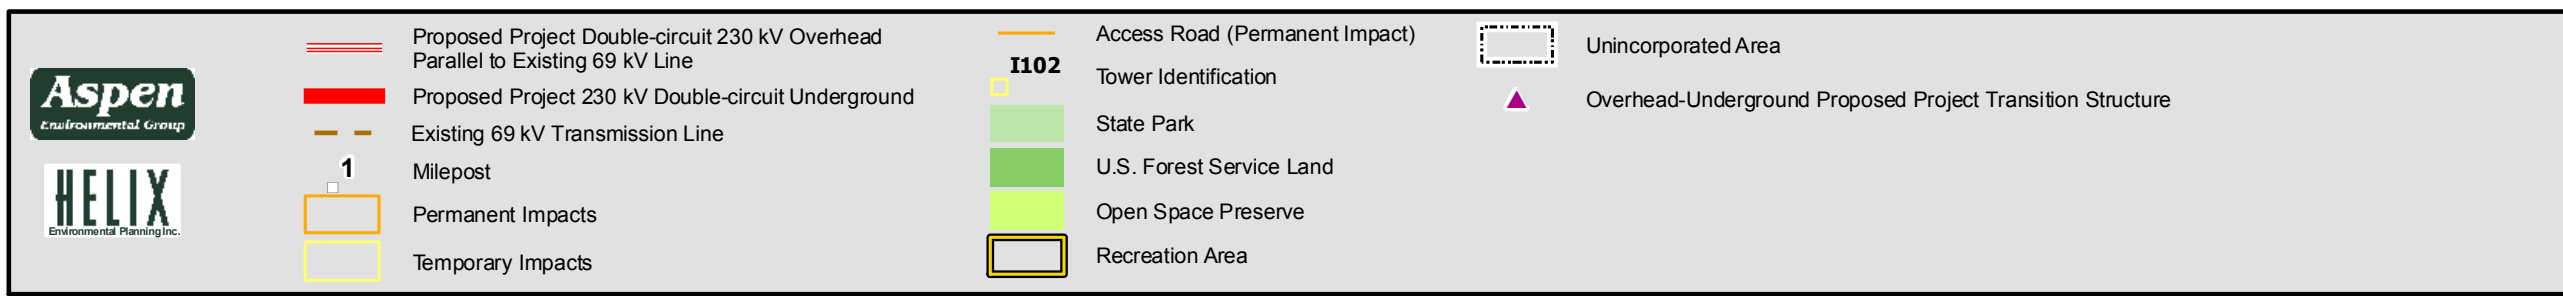 Aspen
Environmental Group
HELIX
Environmental Planning Inc.
Proposed Project Double-circuit 230 kV Overhead
Parallel to Existing 69 kV Line
Proposed Project 230 kV Double-circuit Underground
Existing 69 kV Transmission Line
1
Milepost
Permanent Impacts
Temporary Impacts
Access Road (Permanent Impact)
I102
Tower Identification
State Park
U.S. Forest Service Land
Open Space Preserve
Recreation Area
Unincorporated Area
Overhead-Underground Proposed Project Transition Structure